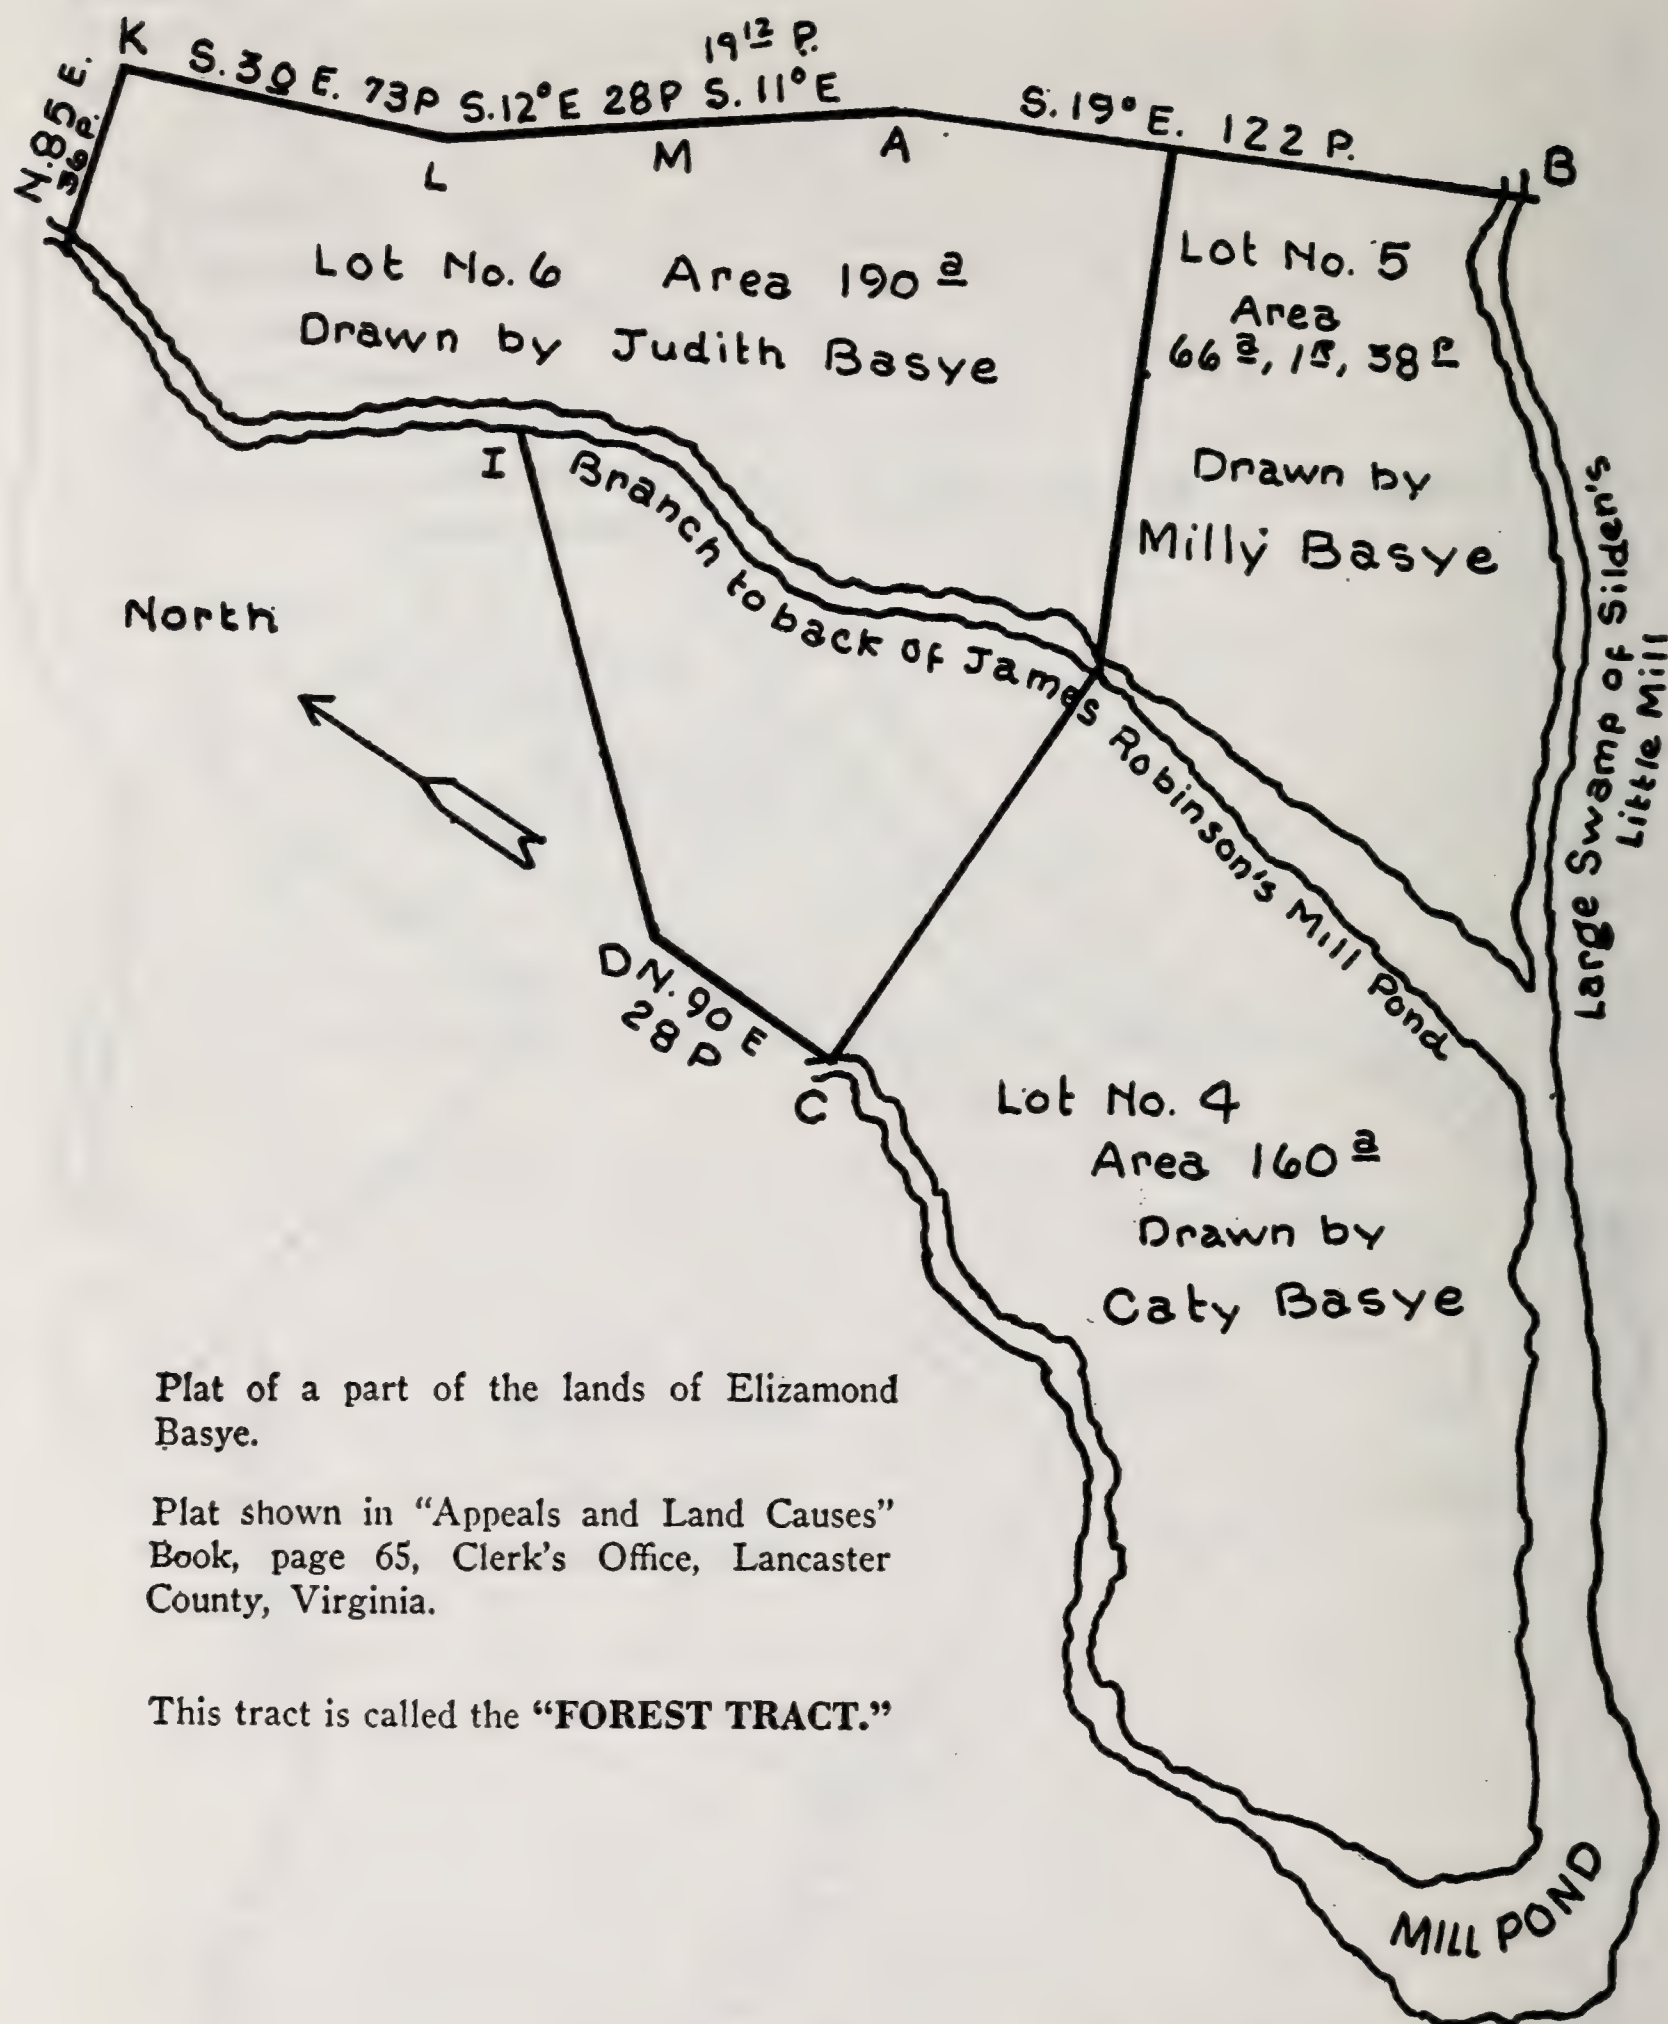 K
N. 85 E.
36 P.
S. 30 E. 73P
S. 12° E 28P
19 12 P.
S. 11° E
S. 19° E. 122 P.
B
L
M
A
Lot No. 6 Area 190 a
Drawn by Judith Basye
Lot No. 5
Area
66 a, 1 R, 38 P
Drawn by
Milly Basye
I
Branch to back of James Robinson's Mill Pond
Large Swamp of Silden's
Little Mill
North
D N. 90 E
28 P
C
Lot No. 4
Area 160 a
Drawn by
Caty Basye
Plat of a part of the lands of Elizamond
Basye.
Plat shown in “Appeals and Land Causes”
Book, page 65, Clerk's Office, Lancaster
County, Virginia.
This tract is called the “FOREST TRACT.”
MILL POND